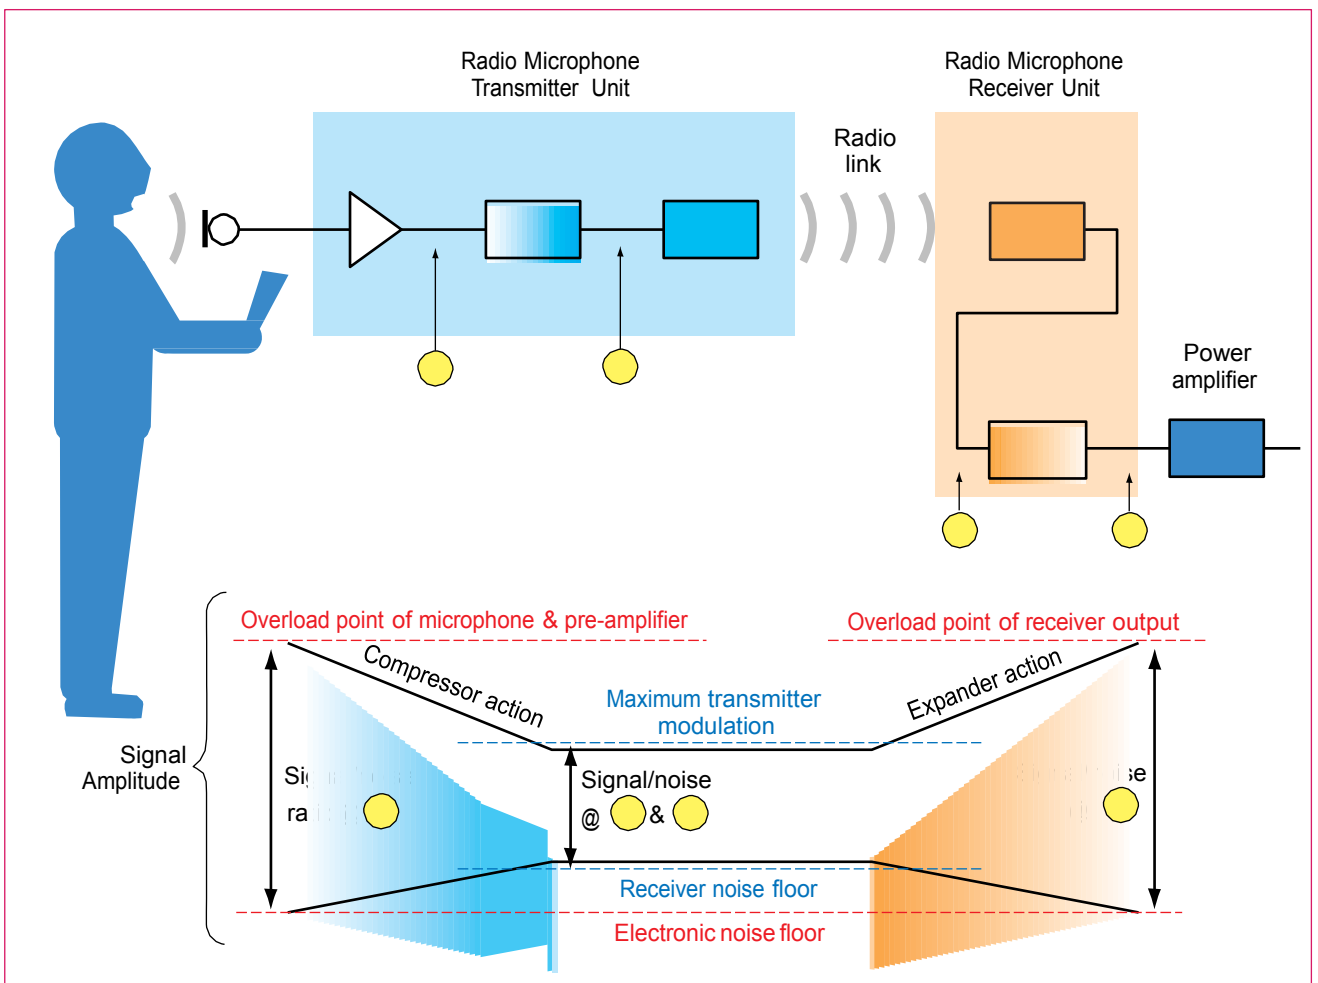 Radio Microphone
Transmitter Unit
Radio Microphone
Receiver Unit
Radio
link
Power
amplifier
Overload point of microphone & pre-amplifier
Overload point of receiver output
Compressor action
Expander action
Maximum transmitter
modulation
Signal
Amplitude
Signal/noise
@ &
Receiver noise floor
Electronic noise floor